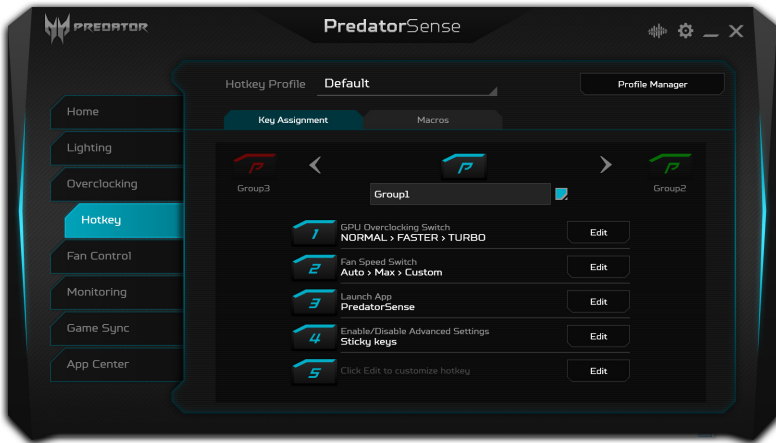 PREDATOR
PredatorSense
Hotkey Profile Default
Profile Manager
Home
Lighting
Overclocking
Hotkey
Fan Control
Monitoring
Game Sync
App Center
Key Assignment
Macros
Group3
Group1
Group2
1
GPU Overclocking Switch
NORMAL > FASTER > TURBO
Edit
2
Fan Speed Switch
Auto > Max > Custom
Edit
3
Launch App
PredatorSense
Edit
4
Enable/Disable Advanced Settings
Sticky keys
Edit
5
Click Edit to customize hotkey
Edit